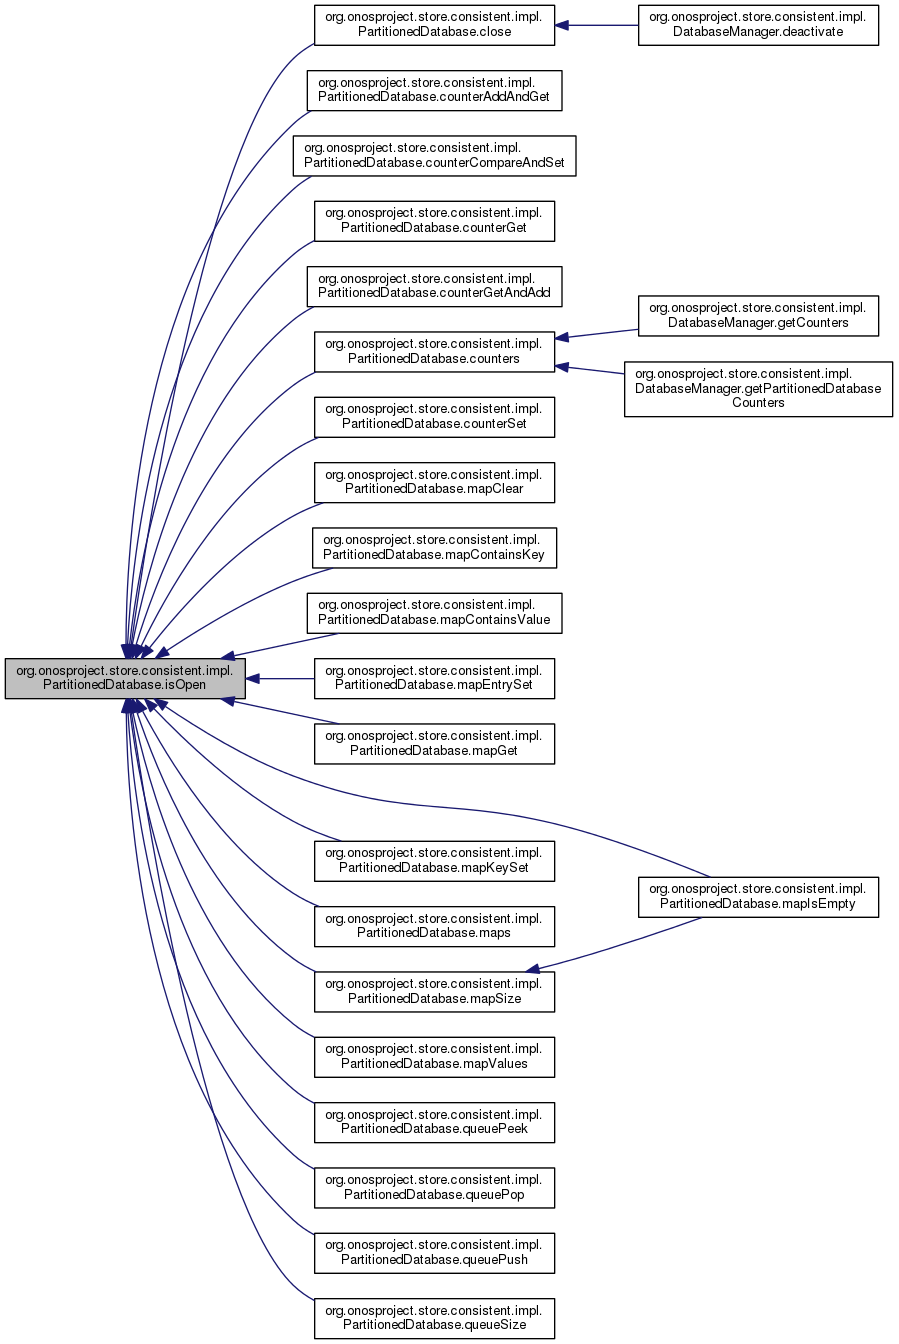 org.onosproject.store.consistent.impl.
PartitionedDatabase.close
org.onosproject.store.consistent.impl.
DatabaseManager.deactivate
org.onosproject.store.consistent.impl.
PartitionedDatabase.counterAddAndGet
org.onosproject.store.consistent.impl.
PartitionedDatabase.counterCompareAndSet
org.onosproject.store.consistent.impl.
PartitionedDatabase.counterGet
org.onosproject.store.consistent.impl.
PartitionedDatabase.counterGetAndAdd
org.onosproject.store.consistent.impl.
DatabaseManager.getCounters
org.onosproject.store.consistent.impl.
PartitionedDatabase.counters
org.onosproject.store.consistent.impl.
DatabaseManager.getPartitionedDatabase
Counters
org.onosproject.store.consistent.impl.
PartitionedDatabase.counterSet
org.onosproject.store.consistent.impl.
PartitionedDatabase.mapClear
org.onosproject.store.consistent.impl.
PartitionedDatabase.mapContainsKey
org.onosproject.store.consistent.impl.
PartitionedDatabase.mapContainsValue
org.onosproject.store.consistent.impl.
PartitionedDatabase.isOpen
org.onosproject.store.consistent.impl.
PartitionedDatabase.mapEntrySet
org.onosproject.store.consistent.impl.
PartitionedDatabase.mapGet
org.onosproject.store.consistent.impl.
PartitionedDatabase.mapKeySet
org.onosproject.store.consistent.impl.
PartitionedDatabase.mapIsEmpty
org.onosproject.store.consistent.impl.
PartitionedDatabase.maps
org.onosproject.store.consistent.impl.
PartitionedDatabase.mapSize
org.onosproject.store.consistent.impl.
PartitionedDatabase.mapValues
org.onosproject.store.consistent.impl.
PartitionedDatabase.queuePeek
org.onosproject.store.consistent.impl.
PartitionedDatabase.queuePop
org.onosproject.store.consistent.impl.
PartitionedDatabase.queuePush
org.onosproject.store.consistent.impl.
PartitionedDatabase.queueSize